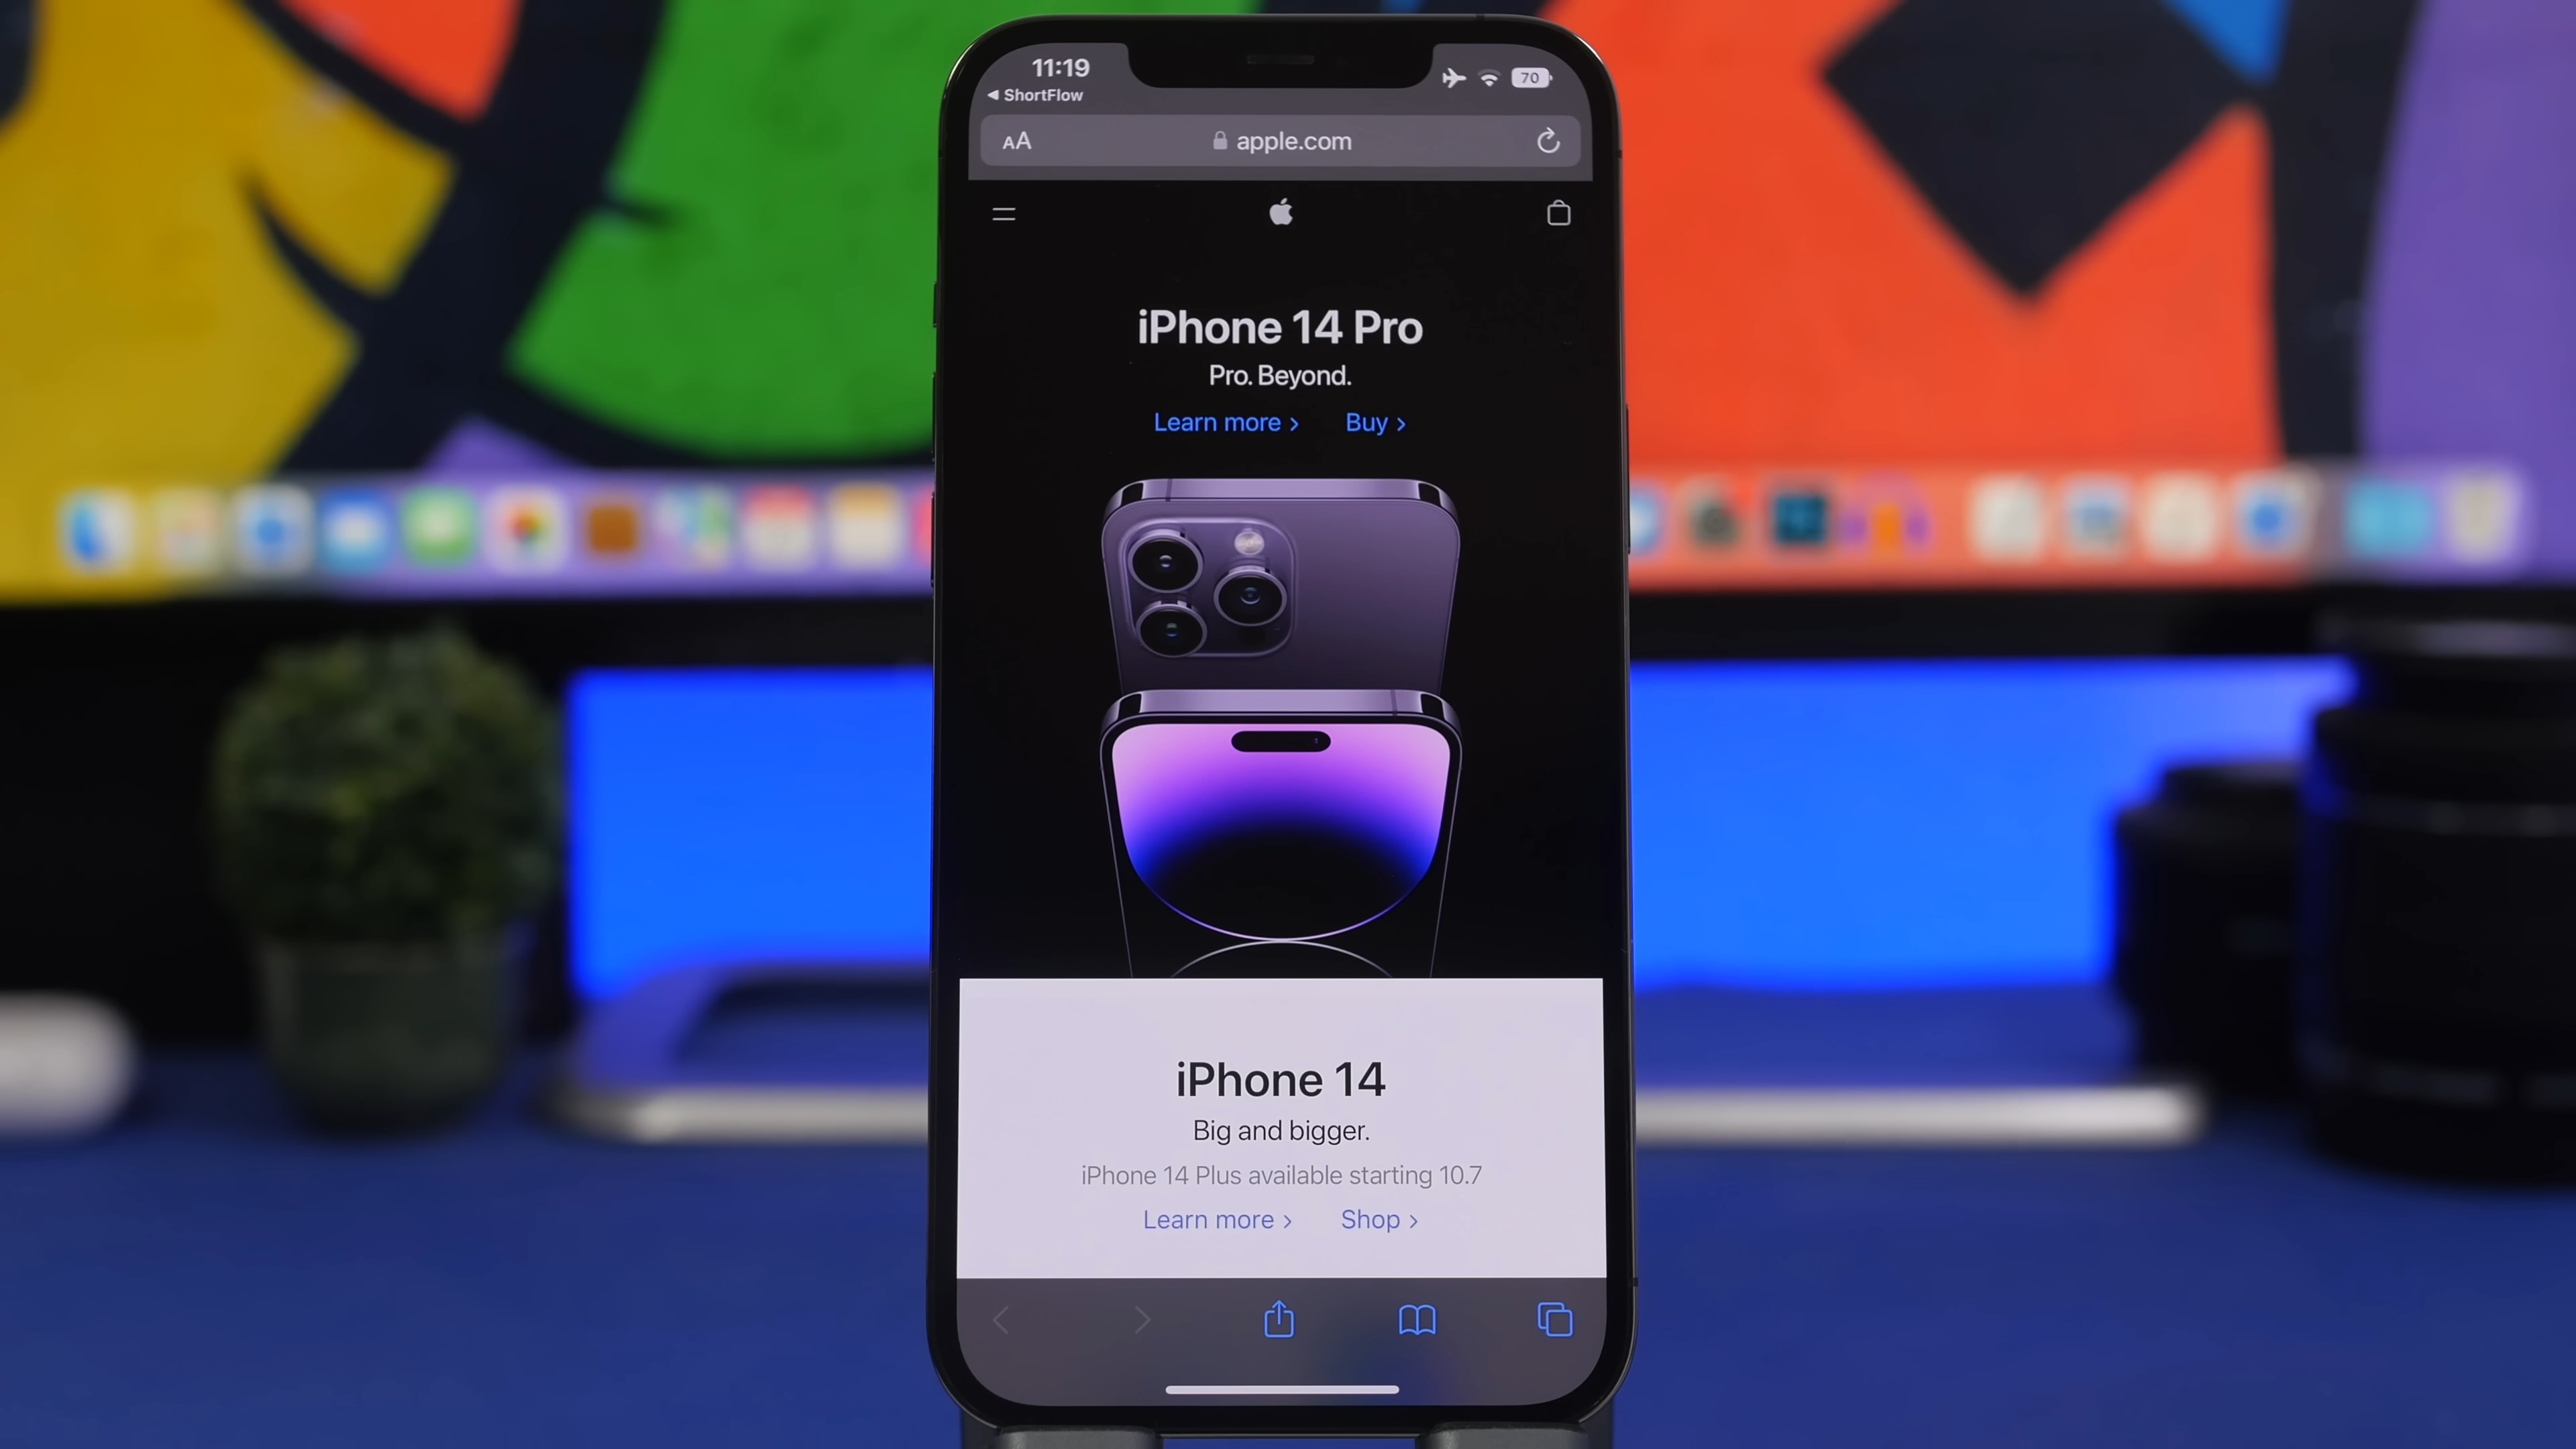 11:19
70
◀ ShortFlow
AA
apple.com
iPhone 14 Pro
Pro. Beyond.
Learn more >
Buy >
iPhone 14
Big and bigger.
iPhone 14 Plus available starting 10.7
Learn more >
Shop >